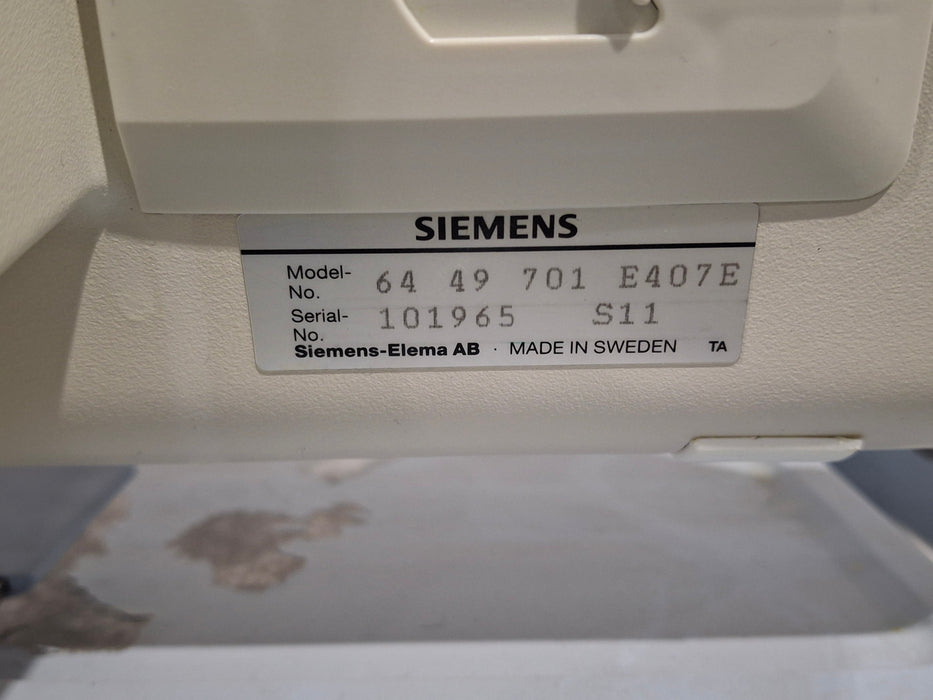 SIEMENS
Model-No. 64 49 701 E407E
Serial-No. 101965 S11
Siemens-Elema AB · MADE IN SWEDEN TA